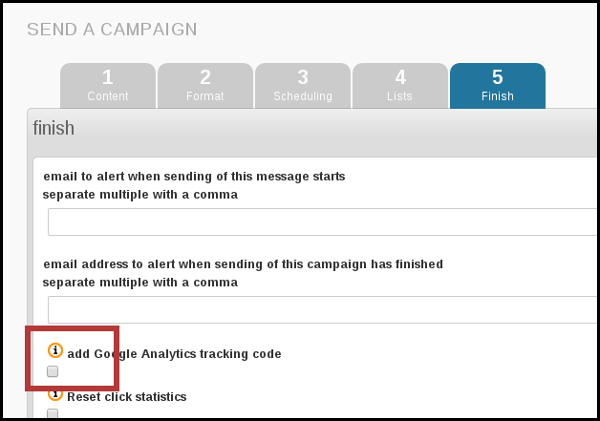 SEND A CAMPAIGN
1 2 3 4 5
Content Format Scheduling Lists Finish
finish
email to alert when sending of this message starts
separate multiple with a comma
email address to alert when sending of this campaign has finished
separate multiple with a comma
i add Google Analytics tracking code
i Reset click statistics